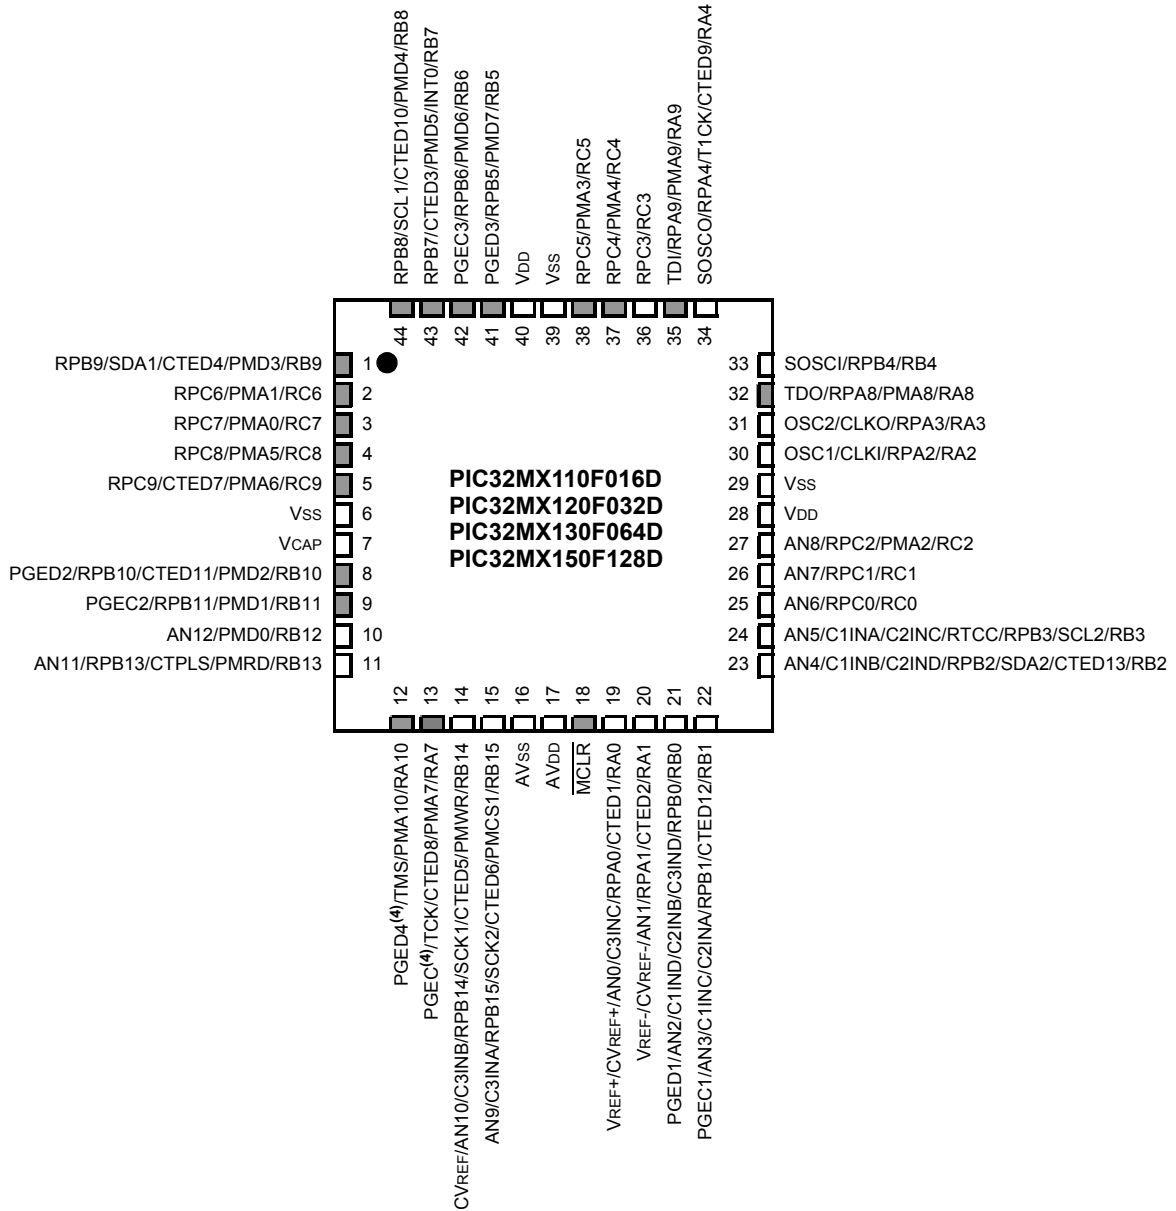 RPB8/SCL1/CTED10/PMD4/RB8
RPB7/CTED3/PMD5/INT0/RB7
PGEC3/RPB6/PMD6/RB6
PGED3/RPB5/PMD7/RB5
VDD
VSS
RPC5/PMA3/RC5
RPC4/PMA4/RC4
RPC3/RC3
TDI/RPA9/PMA9/RA9
SOSCO/RPA4/T1CK/CTED9/RA4
44
43
42
41
40
39
38
37
36
35
34
RPB9/SDA1/CTED4/PMD3/RB9 1
RPC6/PMA1/RC6 2
RPC7/PMA0/RC7 3
RPC8/PMA5/RC8 4
RPC9/CTED7/PMA6/RC9 5
VSS 6
VCAP 7
PGED2/RPB10/CTED11/PMD2/RB10 8
PGEC2/RPB11/PMD1/RB11 9
AN12/PMD0/RB12 10
AN11/RPB13/CTPLS/PMRD/RB13 11
PIC32MX110F016D
PIC32MX120F032D
PIC32MX130F064D
PIC32MX150F128D
33 SOSCI/RPB4/RB4
32 TDO/RPA8/PMA8/RA8
31 OSC2/CLKO/RPA3/RA3
30 OSC1/CLKI/RPA2/RA2
29 VSS
28 VDD
27 AN8/RPC2/PMA2/RC2
26 AN7/RPC1/RC1
25 AN6/RPC0/RC0
24 AN5/C1INA/C2INC/RTCC/RPB3/SCL2/RB3
23 AN4/C1INB/C2IND/RPB2/SDA2/CTED13/RB2
12
13
14
15
16
17
18
19
20
21
22
PGED4(4)/TMS/PMA10/RA10
PGEC(4)/TCK/CTED8/PMA7/RA7
CVREF/AN10/C3INB/RPB14/SCK1/CTED5/PMWR/RB14
AN9/C3INA/RPB15/SCK2/CTED6/PMCS1/RB15
AVSS
AVDD
MCLR
VREF+/CVREF+/AN0/C3INC/RPA0/CTED1/RA0
VREF-/CVREF-/AN1/RPA1/CTED2/RA1
PGED1/AN2/C1IND/C2INB/C3IND/RPB0/RB0
PGEC1/AN3/C1INC/C2INA/RPB1/CTED12/RB1